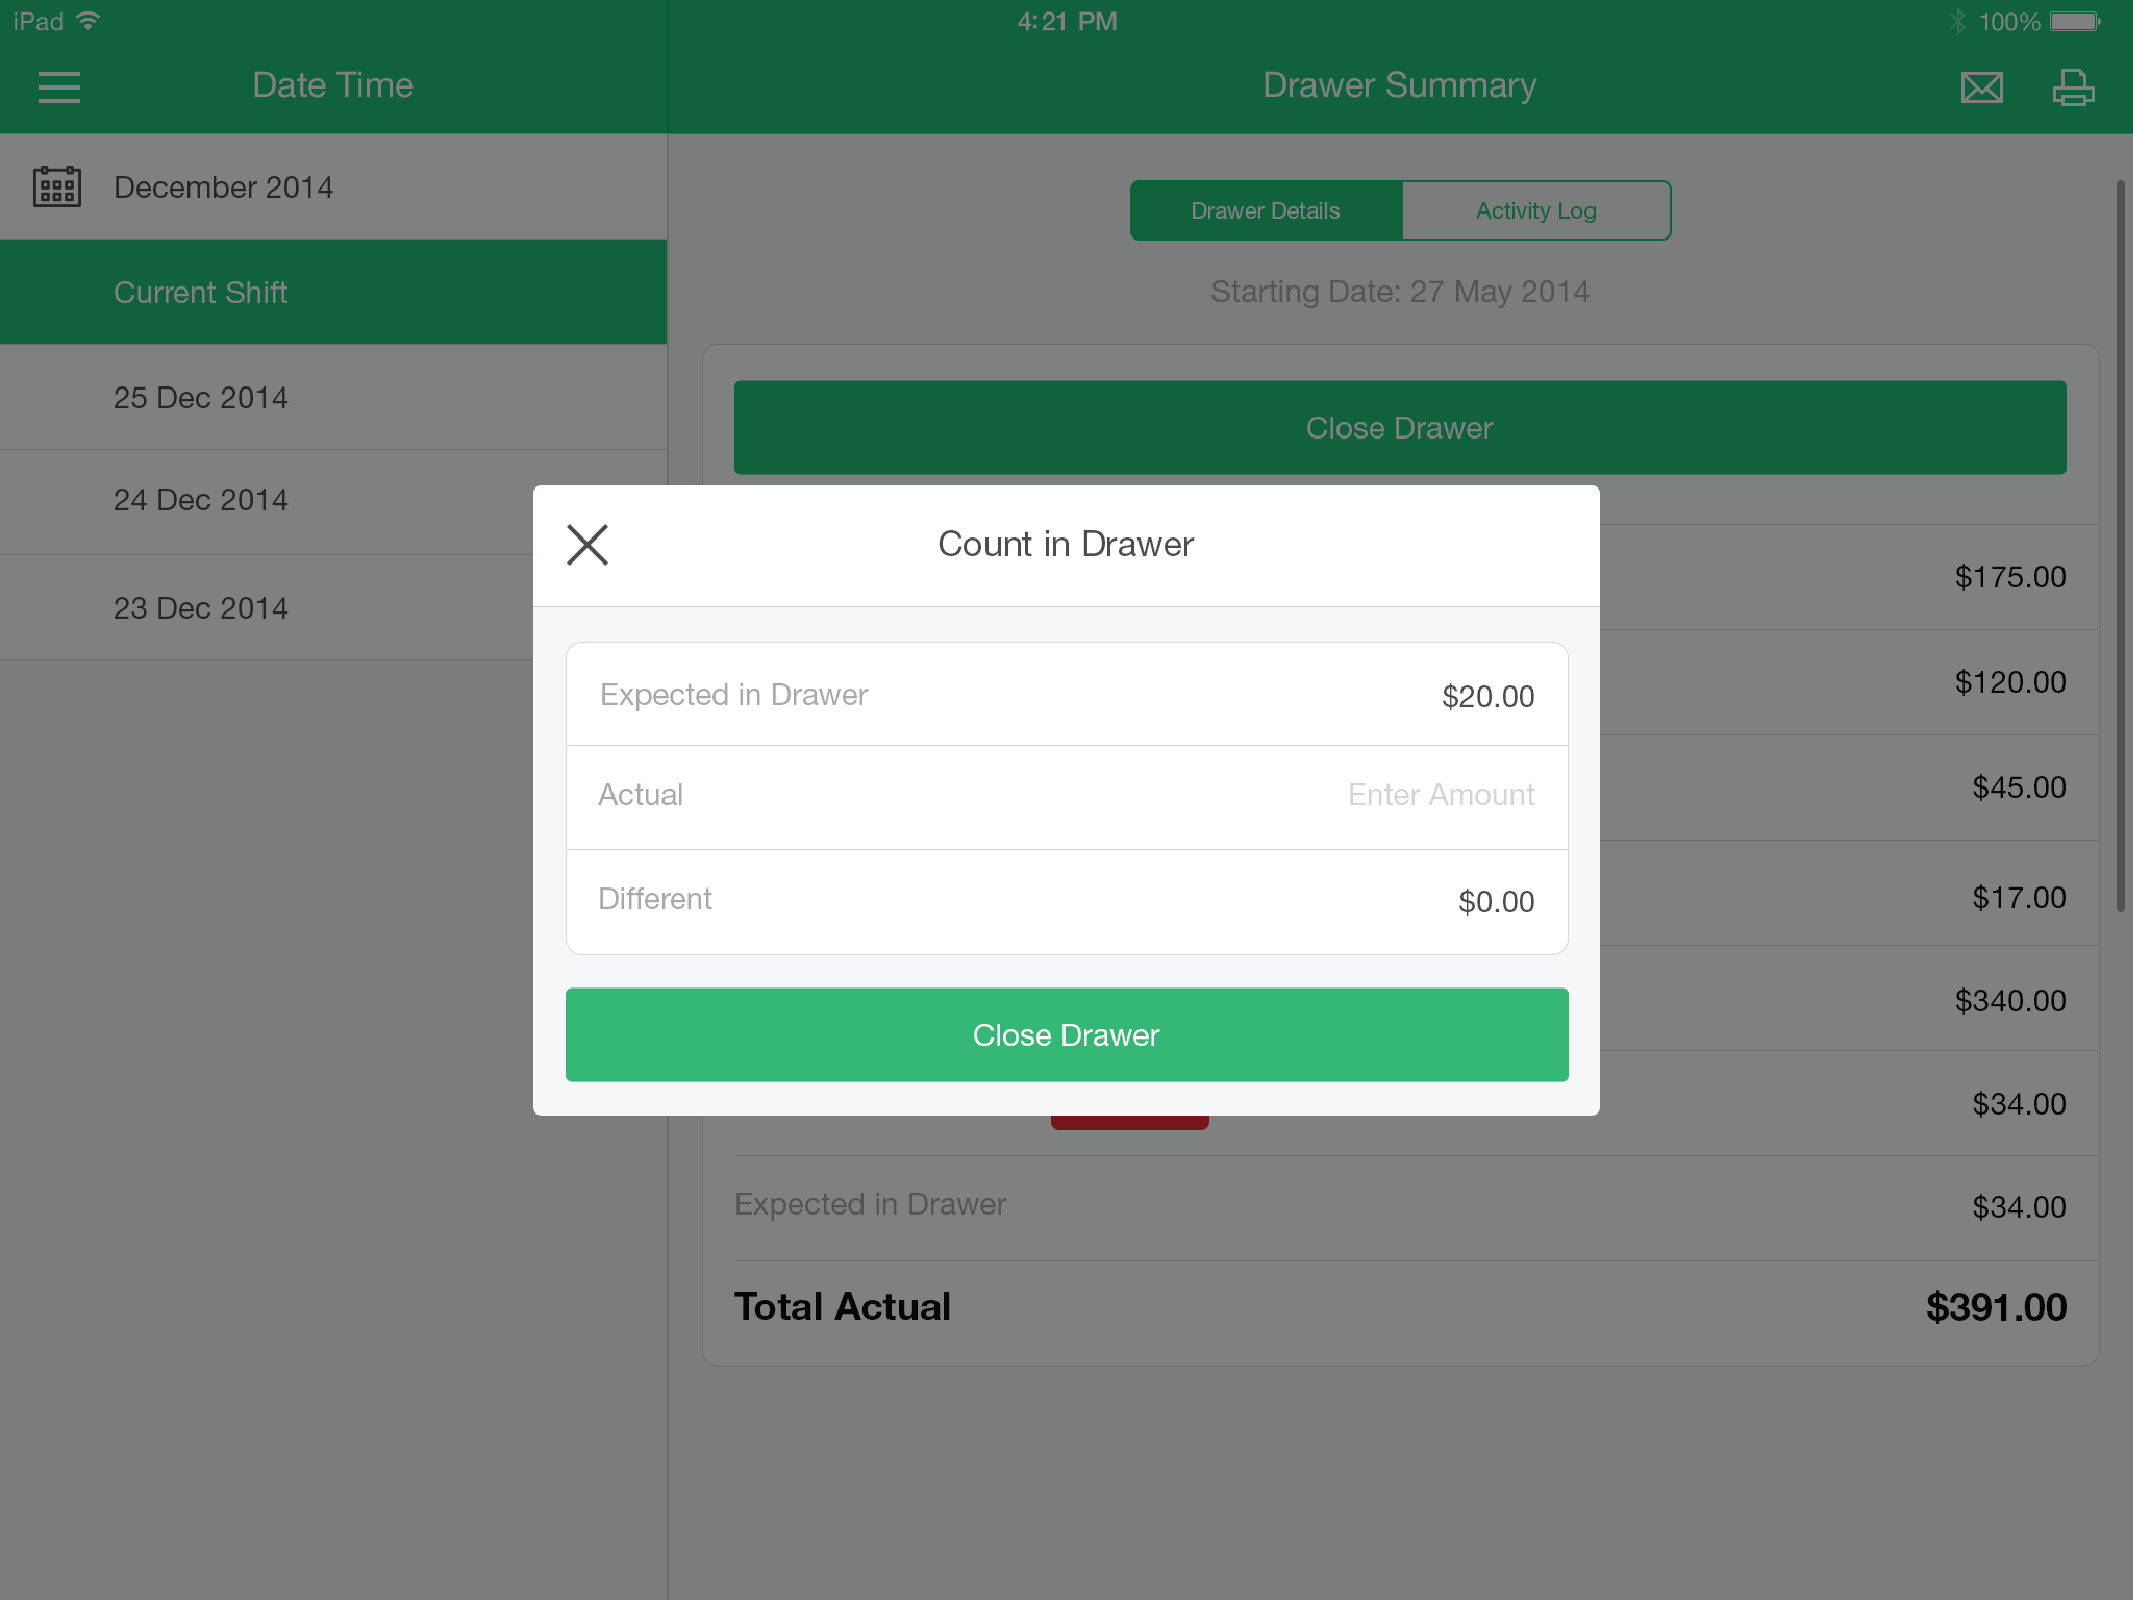 iPad 4:21 PM 100%
Date Time
Drawer Summary
December 2014
Current Shift
25 Dec 2014
24 Dec 2014
23 Dec 2014
Drawer Details Activity Log
Starting Date: 27 May 2014
Close Drawer
$175.00
$120.00
$45.00
$17.00
$340.00
$34.00
Expected in Drawer $34.00
Total Actual $391.00
Count in Drawer
Expected in Drawer $20.00
Actual Enter Amount
Different $0.00
Close Drawer